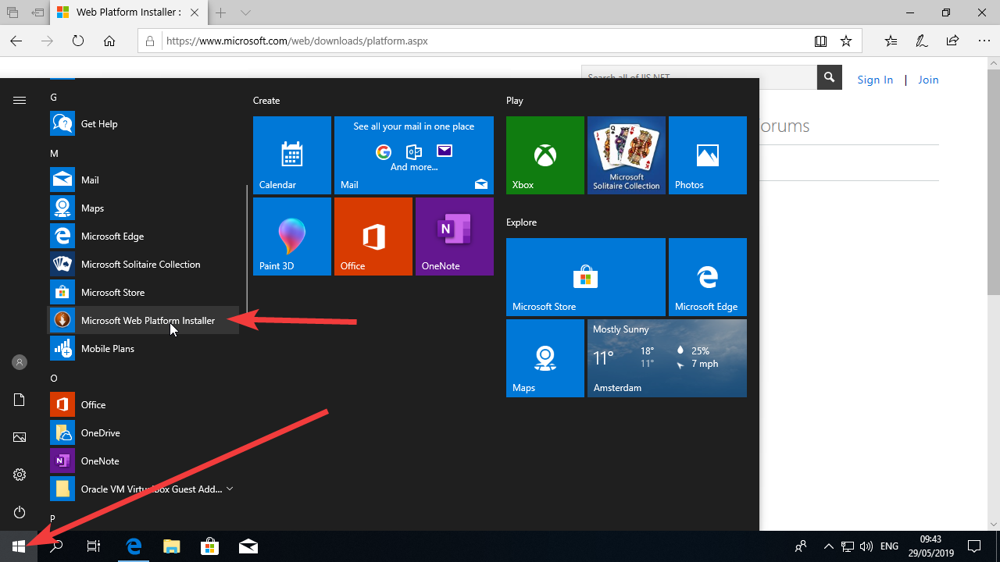 Web Platform Installer :
https://www.microsoft.com/web/downloads/platform.aspx
Search all of IIS.NET
Sign In | Join
orums
G
Get Help
M
Mail
Maps
Microsoft Edge
Microsoft Solitaire Collection
Microsoft Store
Microsoft Web Platform Installer
Mobile Plans
O
Office
OneDrive
OneNote
Oracle VM Virtualbox Guest Add...
P
Create
Calendar
See all your mail in one place
And more...
Mail
Paint 3D
Office
N
OneNote
Play
Xbox
Microsoft
Solitaire Collection
Photos
Explore
Microsoft Store
Microsoft Edge
Maps
Mostly Sunny
11° 18° 25%
11° 7 mph
Amsterdam
ENG
09:43
29/05/2019